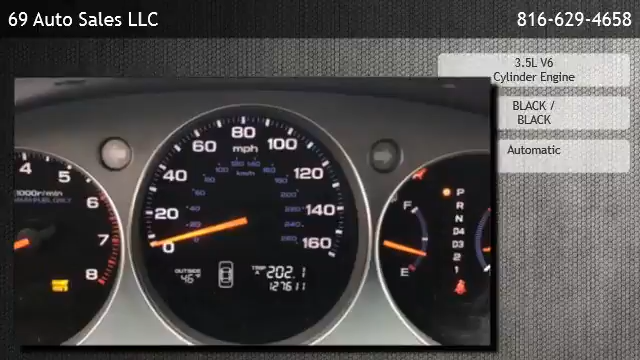 69 Auto Sales LLC
816-629-4658
3.5L V6
Cylinder Engine
BLACK /
BLACK
Automatic
80
60
100
mph
40
120
20
140
0
160
km/h
4
5
1000r/min
6
7
8
OUTSIDE
46°F
TRIP
A
202.1
127611
F
E
P
R
N
D4
D3
2
1